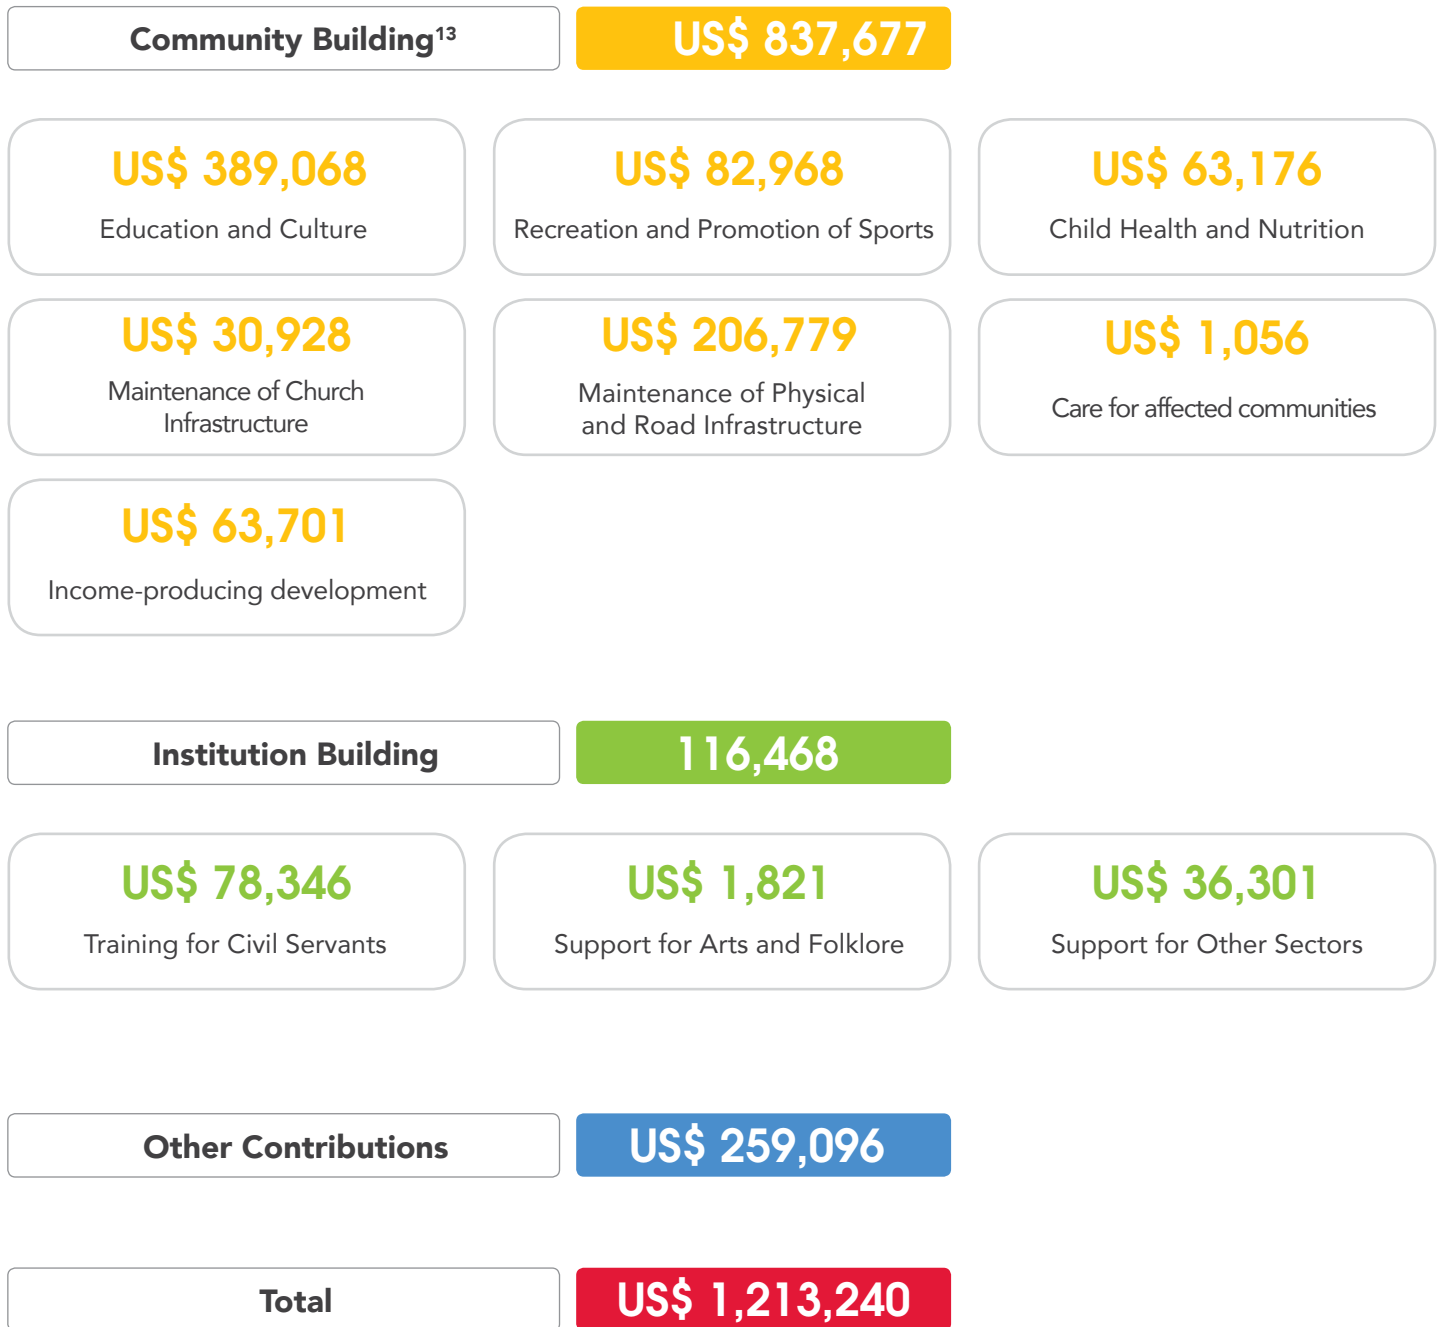 Community Building¹³
US$ 837,677
US$ 389,068
Education and Culture
US$ 82,968
Recreation and Promotion of Sports
US$ 63,176
Child Health and Nutrition
US$ 30,928
Maintenance of Church
Infrastructure
US$ 206,779
Maintenance of Physical
and Road Infrastructure
US$ 1,056
Care for affected communities
US$ 63,701
Income-producing development
Institution Building
116,468
US$ 78,346
Training for Civil Servants
US$ 1,821
Support for Arts and Folklore
US$ 36,301
Support for Other Sectors
Other Contributions
US$ 259,096
Total
US$ 1,213,240